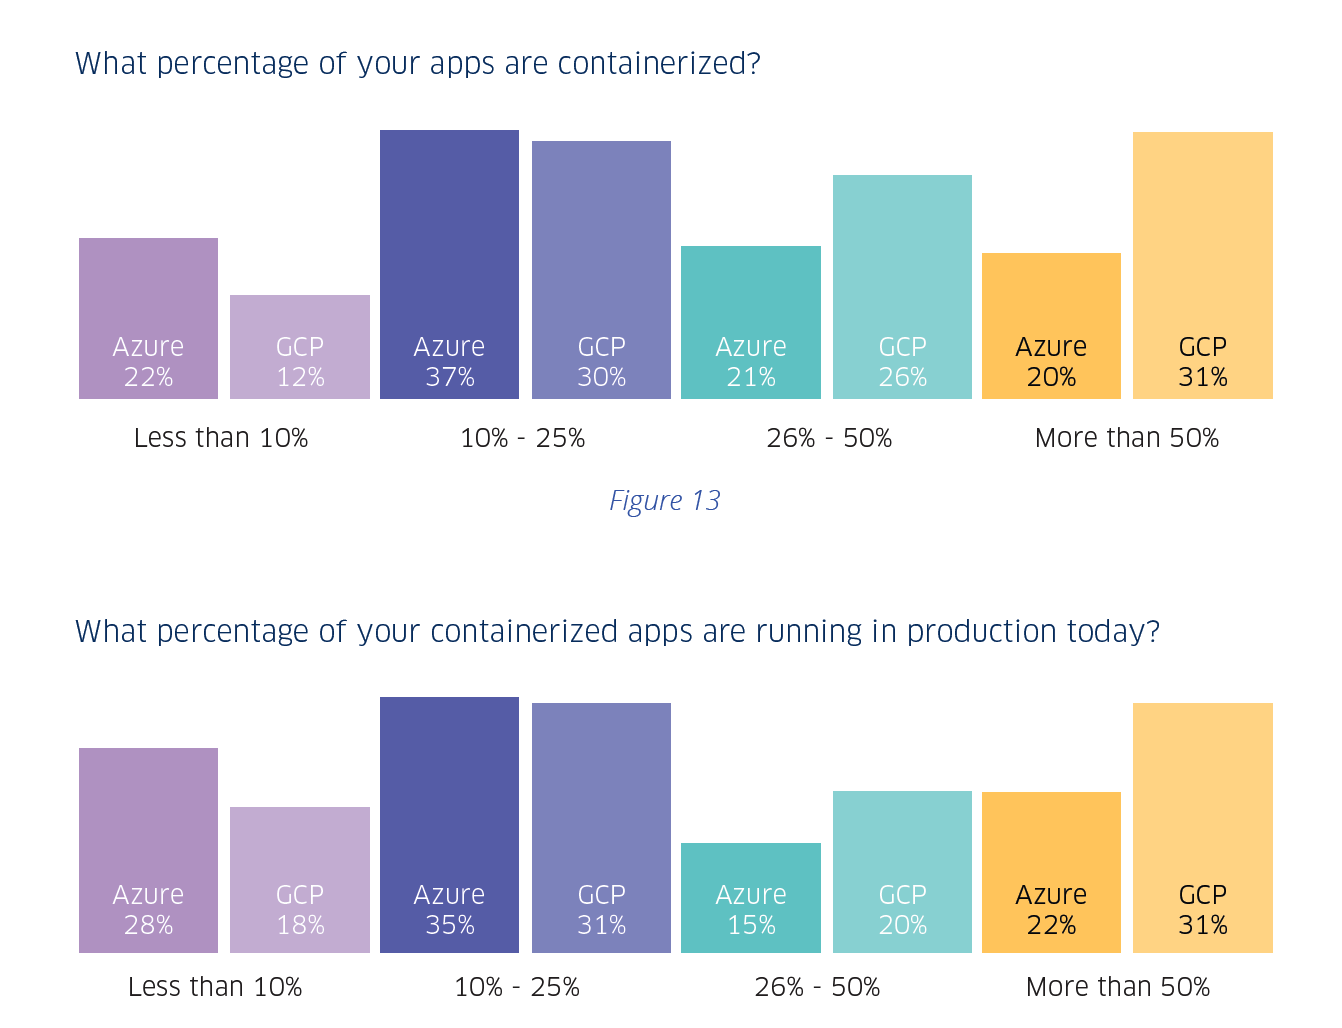 What percentage of your apps are containerized?
Azure GCP Azure GCP Azure GCP Azure GCP
22% 12% 37% 30% 21% 26% 20% 31%
Less than 10% 10% - 25% 26% - 50% More than 50%
Figure 13
What percentage of your containerized apps are running in production today?
Azure GCP Azure GCP Azure GCP Azure GCP
28% 18% 35% 31% 15% 20% 22% 31%
Less than 10% 10% - 25% 26% - 50% More than 50%